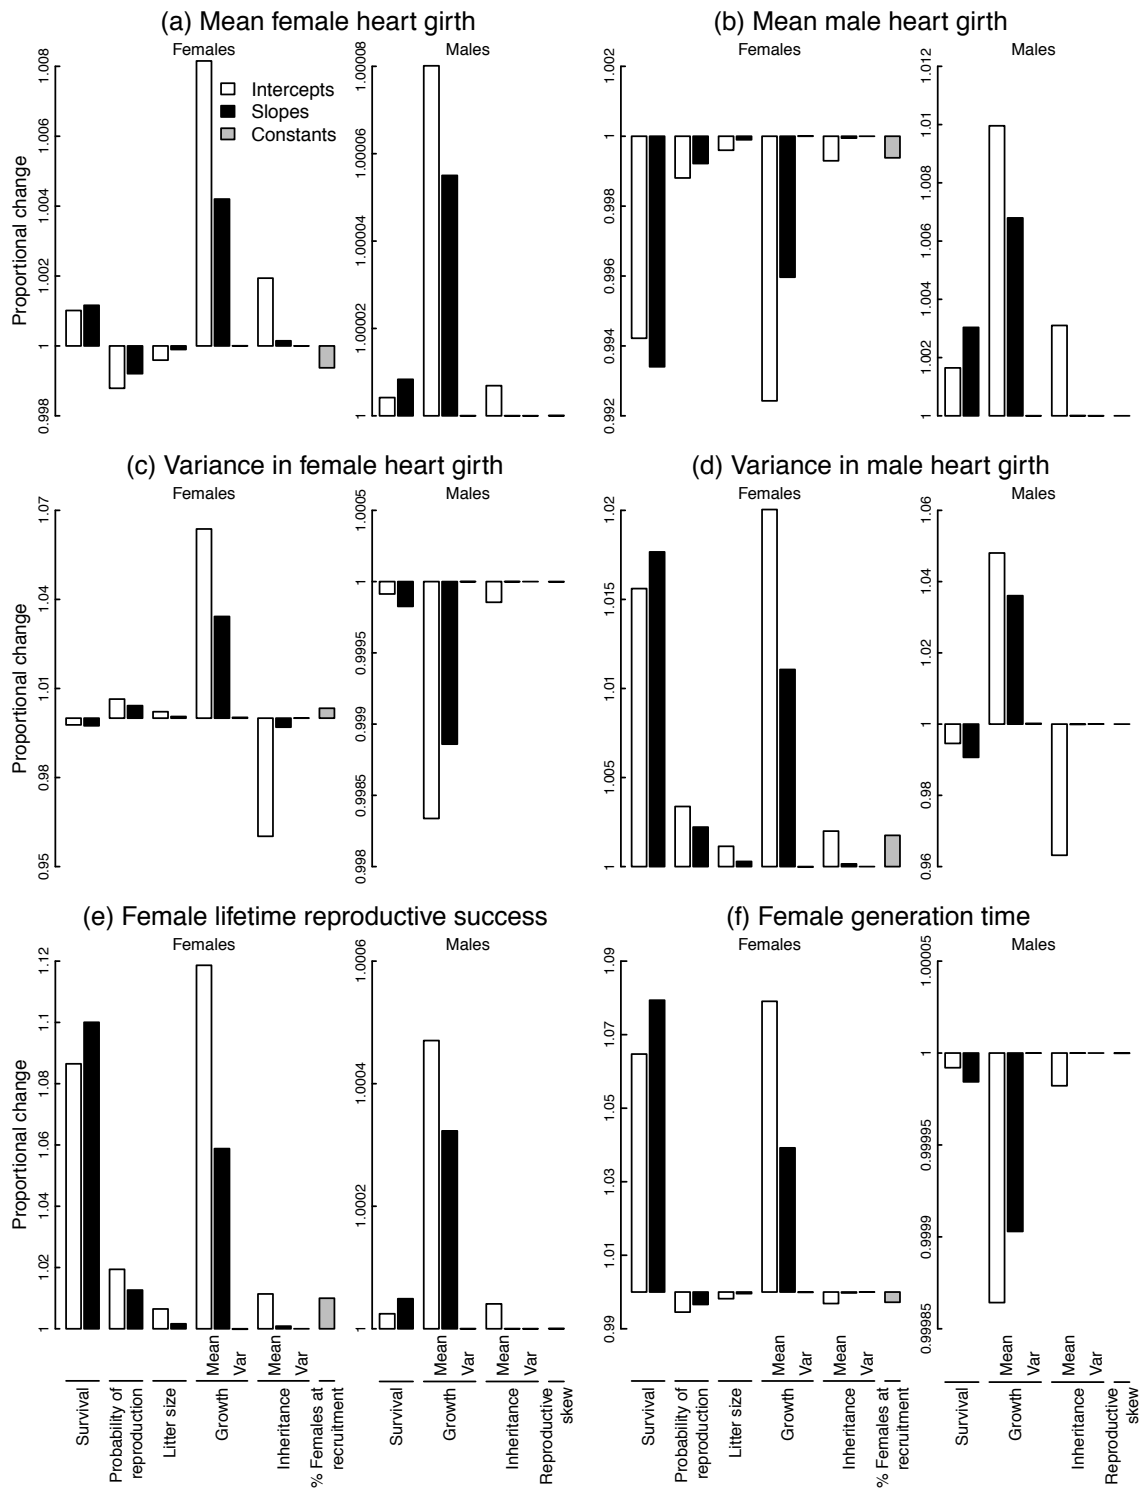 (a) Mean female heart girth
Females
Males
Proportional change
0.998
1
1.002
1.004
1.006
1.008
Intercepts
Slopes
Constants
1
1.00002
1.00004
1.00006
1.00008
(b) Mean male heart girth
Females
Males
0.992
0.994
0.996
0.998
1
1.002
1
1.002
1.004
1.006
1.008
1.01
1.012
(c) Variance in female heart girth
Females
Males
Proportional change
0.95
0.98
1.01
1.04
1.07
0.998
0.9985
0.999
0.9995
1
1.0005
(d) Variance in male heart girth
Females
Males
1
1.005
1.01
1.015
1.02
0.96
0.98
1
1.02
1.04
1.06
(e) Female lifetime reproductive success
Females
Males
Proportional change
1
1.02
1.04
1.06
1.08
1.1
1.12
1
1.0002
1.0004
1.0006
Survival
Probability of
reproduction
Litter size
Mean
Var
Growth
Mean
Var
Inheritance
% Females at
recruitment
Survival
Growth
Inheritance
Reproductive
skew
(f) Female generation time
Females
Males
0.99
1.01
1.03
1.05
1.07
1.09
0.99985
0.9999
0.99995
1
1.00005
Survival
Probability of
reproduction
Litter size
Mean
Var
Growth
Mean
Var
Inheritance
% Females at
recruitment
Survival
Growth
Inheritance
Reproductive
skew